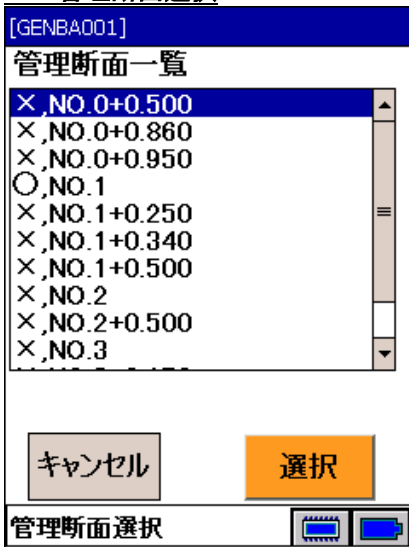 [GENBA001]
管理断面一覧
×,NO.0+0.500
×,NO.0+0.860
×,NO.0+0.950
○,NO.1
×,NO.1+0.250
×,NO.1+0.340
×,NO.1+0.500
×,NO.2
×,NO.2+0.500
×,NO.3
キャンセル
選択
管理断面選択